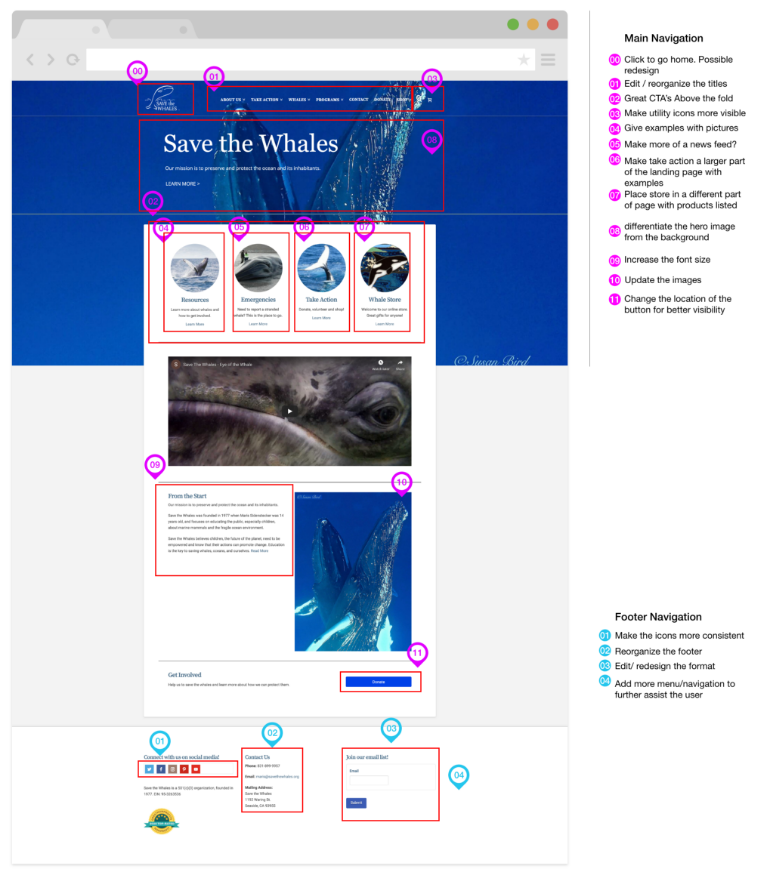 Main Navigation
00 Click to go home. Possible
redesign
01 Edit / reorganize the titles
02 Great CTA's Above the fold
03 Make utility icons more visible
04 Give examples with pictures
05 Make more of a news feed?
06 Make take action a larger part
of the landing page with
examples
07 Place store in a different part
of page with products listed
08 differentiate the hero image
from the background
09 Increase the font size
10 Update the images
11 Change the location of the
button for better visibility
00
01
03
SAVE the
WHALES
ABOUT US TAKE ACTION WHALES PROGRAMS CONTACT DONATE SHOP
08
Save the Whales
Our mission is to preserve and protect the ocean and its inhabitants.
LEARN MORE >
02
04
05
06
07
Resources
Learn more about whales and
how to get involved.
Learn More
Emergencies
Need to report a stranded
whale? This is the place to go.
Learn More
Take Action
Donate, volunteer and shop!
Learn More
Whale Store
Welcome to our online store.
Great gifts for anyone!
Learn More
©Susan Bird
Save The Whales - Eye of the Whale
09
10
From the Start
Our mission is to preserve and protect the ocean and its inhabitants.
Save the Whales was founded in 1977 when Maris Sidenstecker was 14
years old, and focuses on educating the public, especially children,
about marine mammals and the fragile ocean environment.
Save the Whales believes children, the future of the planet, need to be
empowered and know that their actions can promote change. Education
is the key to saving whales, oceans, and ourselves. Read More
©Susan Bird
11
Get Involved
Help us to save the whales and learn more about how we can protect them.
Donate
Footer Navigation
01 Make the icons more consistent
02 Reorganize the footer
03 Edit/ redesign the format
04 Add more menu/navigation to
further assist the user
01
02
03
04
Connect with us on social media!
Save the Whales is a 501(c)(3) organization. Founded in
Contact Us
Phone:
Email:
Mailing Address:
Save the Whales
1192 Waring St.
Seaside, CA 93955
Join our email list!
Email
Submit